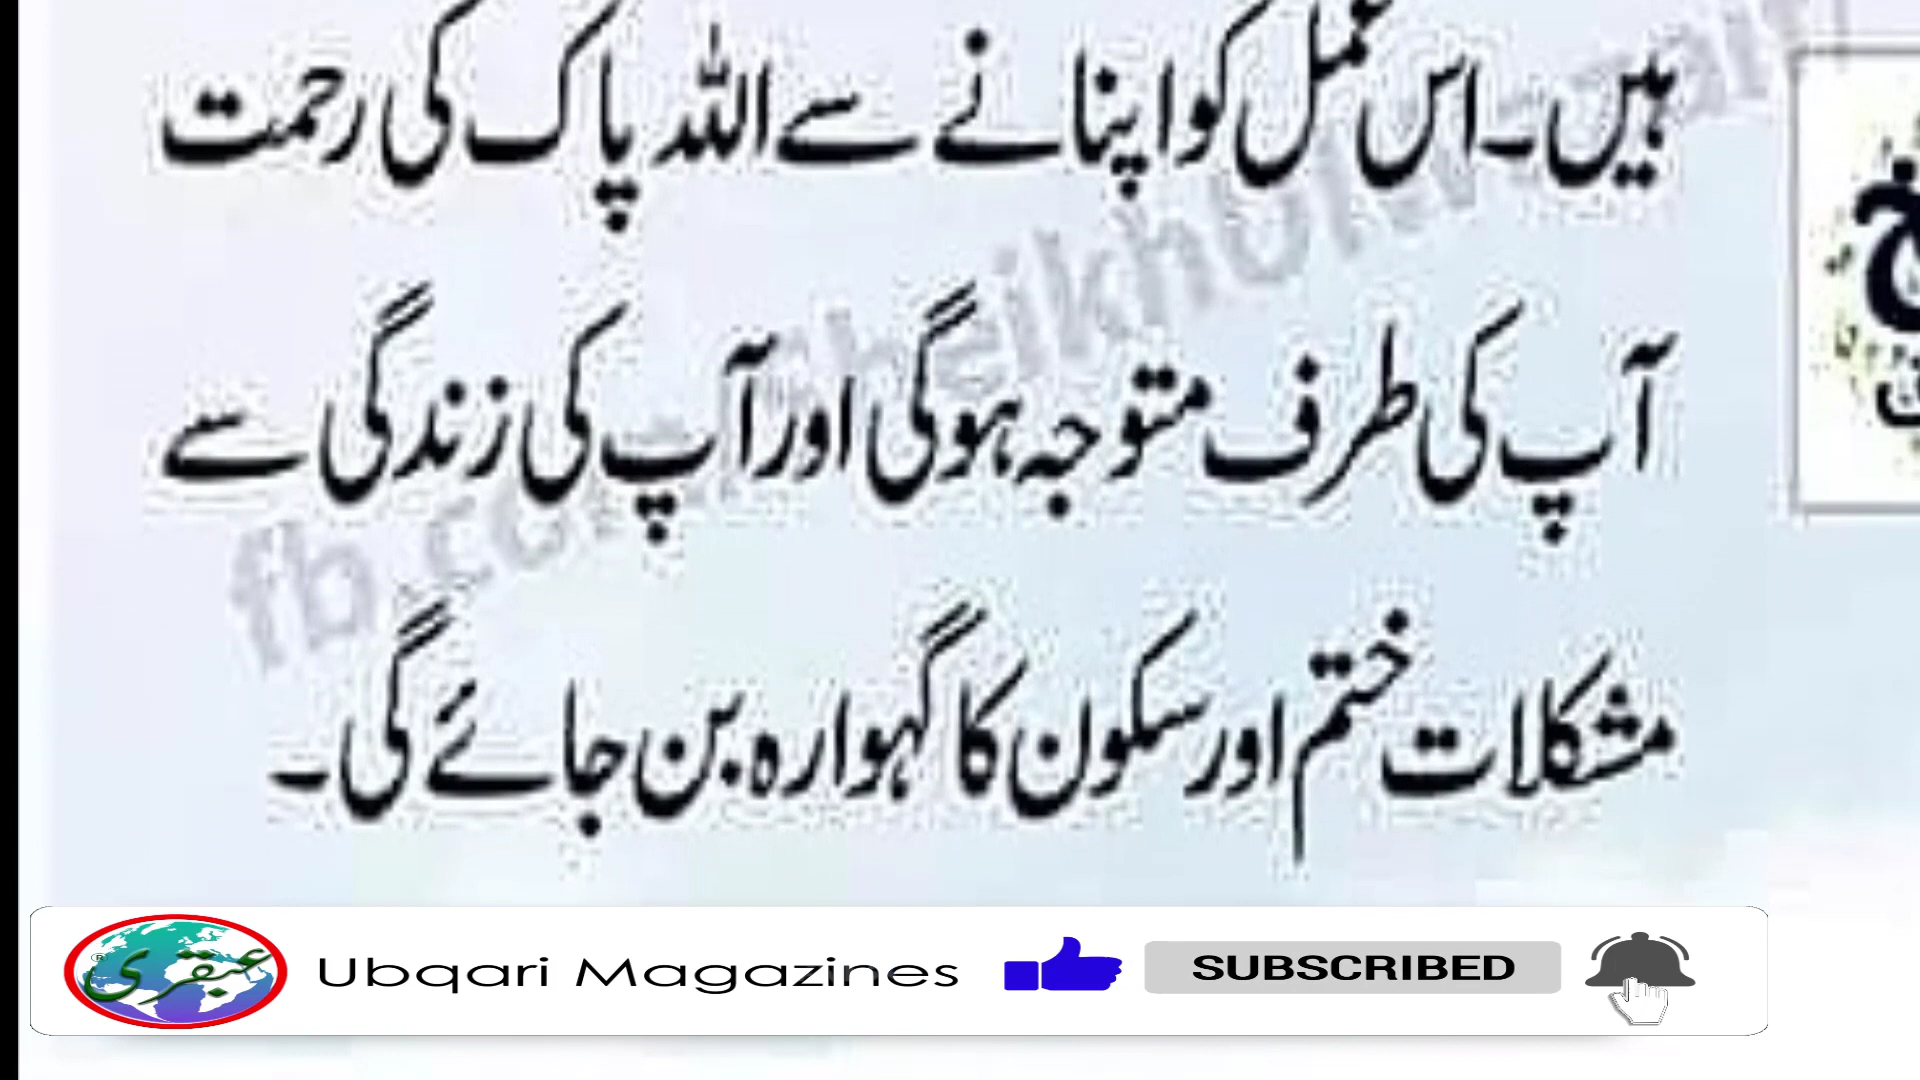 ہیں۔ اس عمل کو اپنانے سے اللہ پاک کی رحمت
آپ کی طرف متوجہ ہوگی اور آپ کی زندگی سے
مشکلات ختم اور سکون کا گہوارہ بن جائے گی۔
عبقری
Ubqari Magazines
SUBSCRIBED